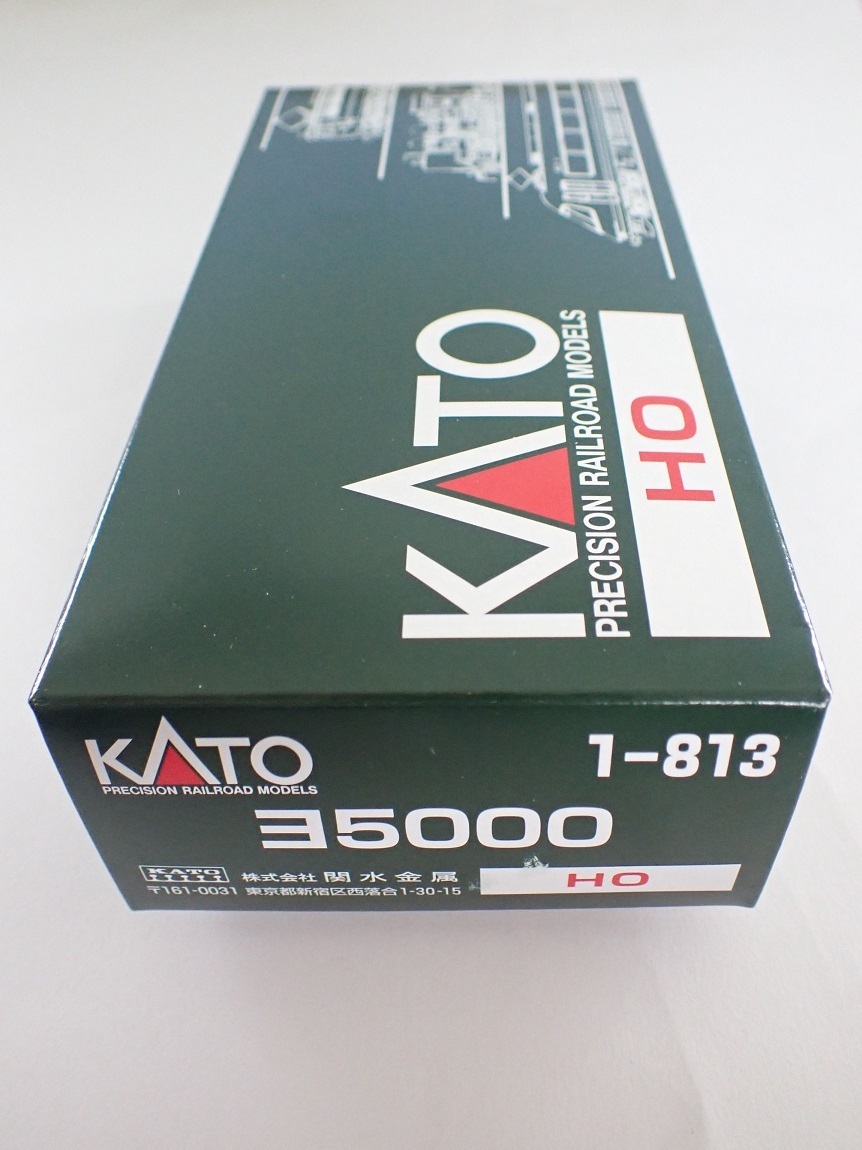 KATO
PRECISION RAILROAD MODELS
HO
KATO
PRECISION RAILROAD MODELS
1-813
ヨ5000
KATO
株式会社 関水金属
〒161-0031 東京都新宿区西落合1-30-15
HO